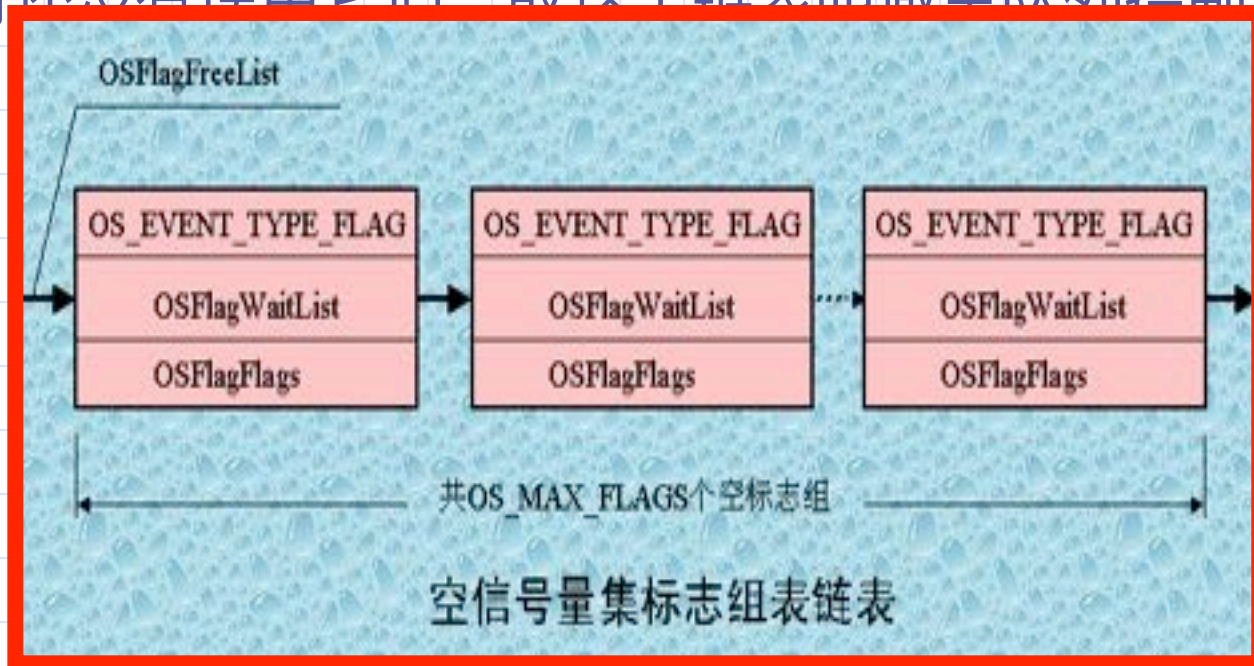 OSFlagFreeList
OS_EVENT_TYPE_FLAG OS_EVENT_TYPE_FLAG OS_EVENT_TYPE_FLAG
OSFlagWaitList OSFlagWaitList OSFlagWaitList
OSFlagFlags OSFlagFlags OSFlagFlags
共OS_MAX_FLAGS个空标志组
空信号量集标志组表链表